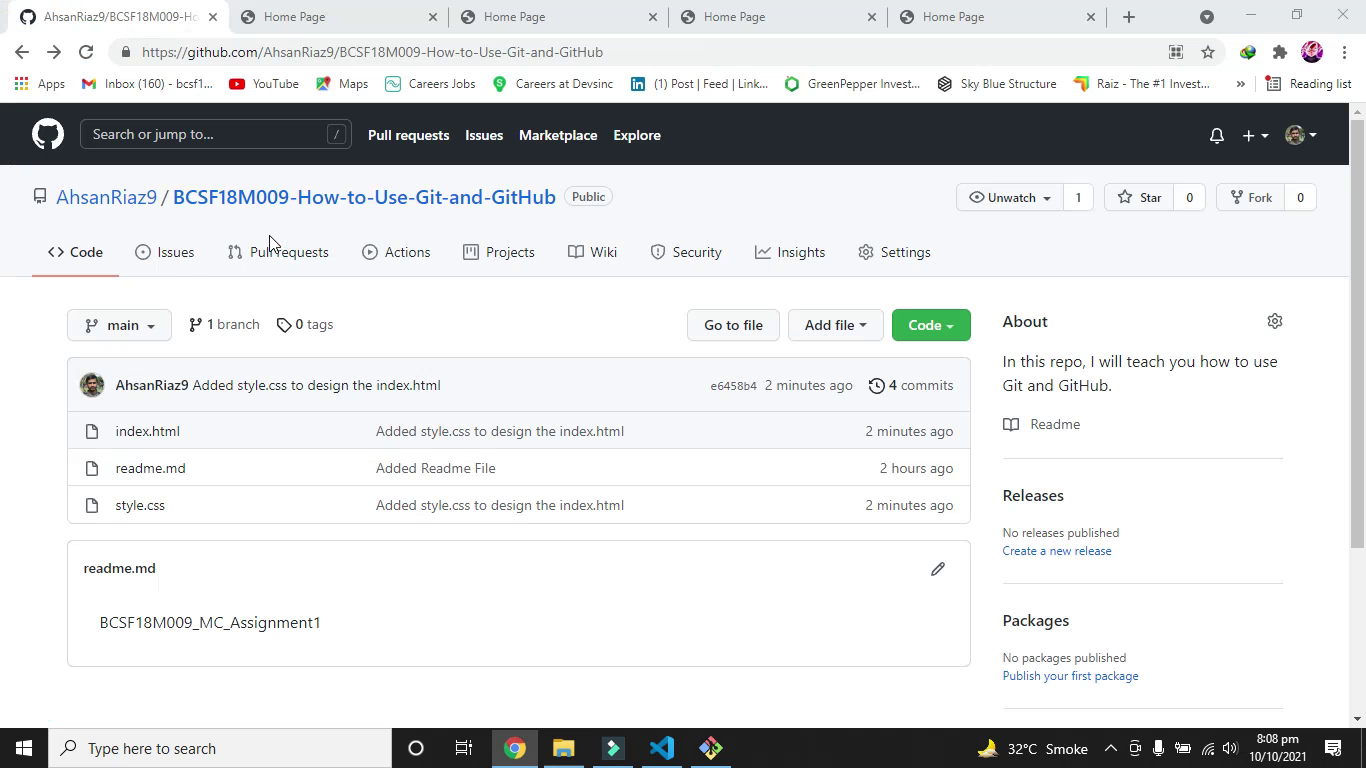 AhsanRiaz9/BCSF18M009-Ho
Home Page
Home Page
Home Page
Home Page
https://github.com/AhsanRiaz9/BCSF18M009-How-to-Use-Git-and-GitHub
Apps
Inbox (160) - bcsf1...
YouTube
Maps
Careers Jobs
Careers at Devsinc
(1) Post | Feed | Link...
GreenPepper Invest...
Sky Blue Structure
Raiz - The #1 Invest...
»
Reading list
Search or jump to...
/
Pull requests
Issues
Marketplace
Explore
AhsanRiaz9 / BCSF18M009-How-to-Use-Git-and-GitHub
Public
Unwatch
1
Star
0
Fork
0
Code
Issues
Pull requests
Actions
Projects
Wiki
Security
Insights
Settings
main
1 branch
0 tags
Go to file
Add file
Code
AhsanRiaz9 Added style.css to design the index.html
e6458b4 2 minutes ago
4 commits
index.html
Added style.css to design the index.html
2 minutes ago
readme.md
Added Readme File
2 hours ago
style.css
Added style.css to design the index.html
2 minutes ago
readme.md
BCSF18M009_MC_Assignment1
About
In this repo, I will teach you how to use
Git and GitHub.
Readme
Releases
No releases published
Create a new release
Packages
No packages published
Publish your first package
Type here to search
32°C Smoke
8:08 pm
10/10/2021